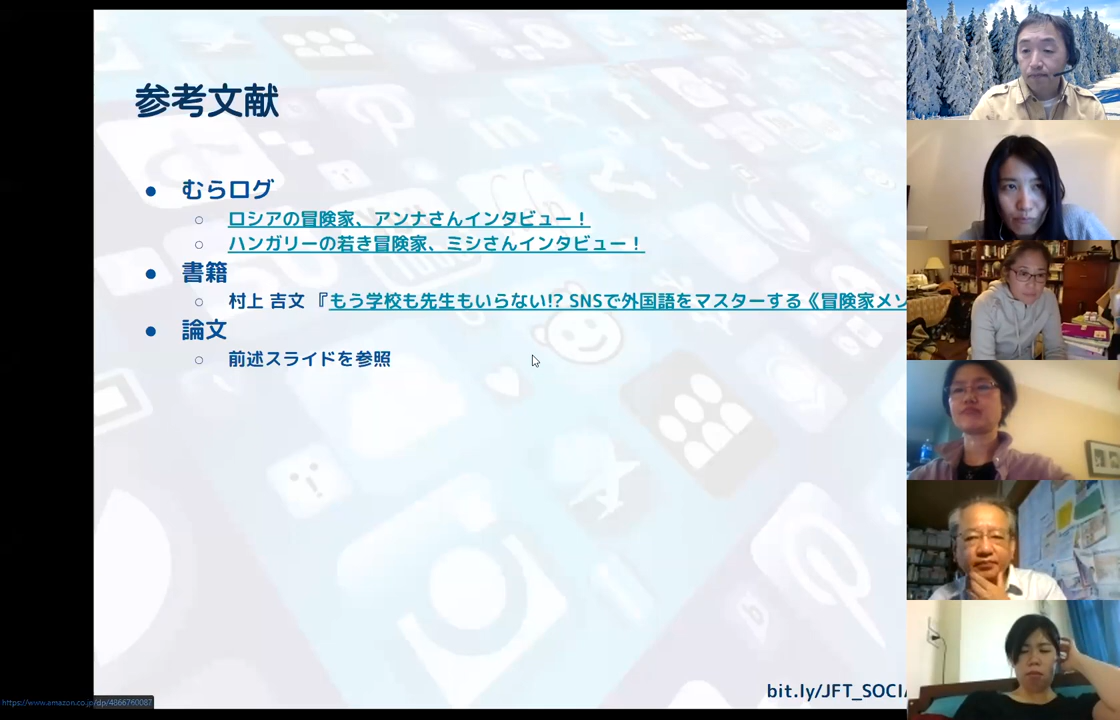 参考文献
● むらログ
○ ロシアの冒険家、アンナさんインタビュー！
○ ハンガリーの若き冒険家、ミシさんインタビュー！
● 書籍
○ 村上 吉文 『もう学校も先生もいらない!? SNSで外国語をマスターする《冒険家メソ
● 論文
○ 前述スライドを参照
bit.ly/JFT_SOCIA
https://www.amazon.co.jp/dp/4866760087